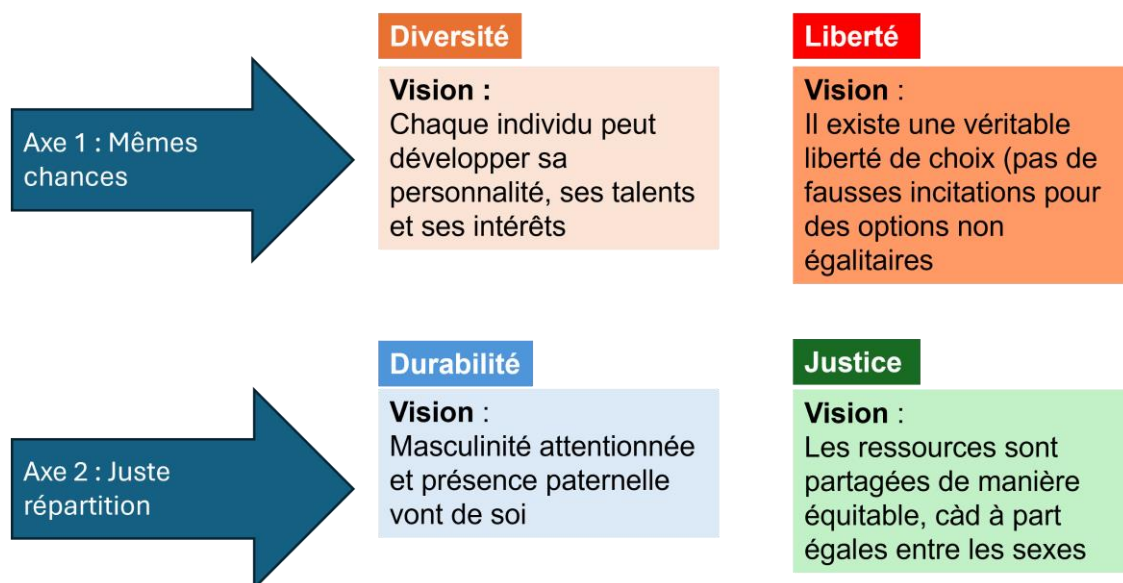 Axe 1 : Mêmes
chances
Diversité
Vision :
Chaque individu peut
développer sa
personnalité, ses talents
et ses intérêts
Liberté
Vision :
Il existe une véritable
liberté de choix (pas de
fausses incitations pour
des options non
égalitaires
Axe 2 : Juste
répartition
Durabilité
Vision :
Masculinité attentionnée
et présence paternelle
vont de soi
Justice
Vision :
Les ressources sont
partagées de manière
équitable, càd à part
égales entre les sexes